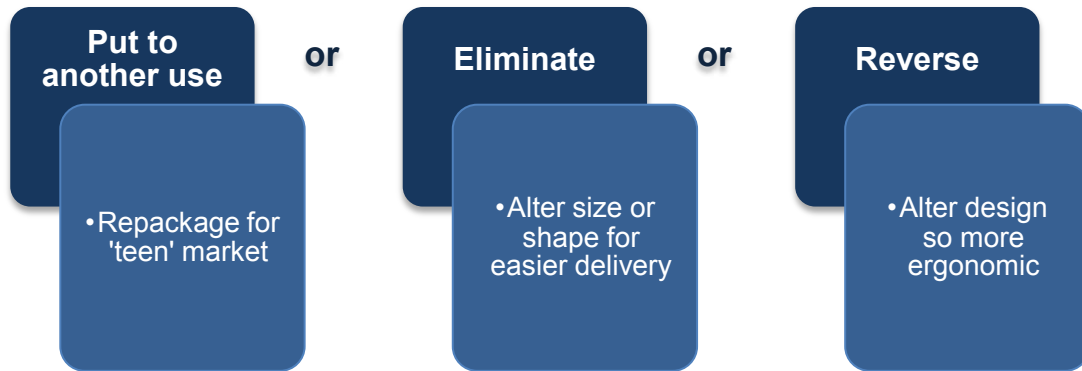 Put to
another use
or
Eliminate
or
Reverse
•Repackage for
'teen' market
•Alter size or
shape for
easier delivery
•Alter design
so more
ergonomic